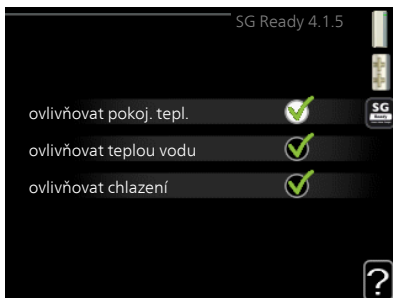 SG Ready 4.1.5
SG
Ready
ovlivňovat pokoj. tepl.
ovlivňovat teplou vodu
ovlivňovat chlazení
?